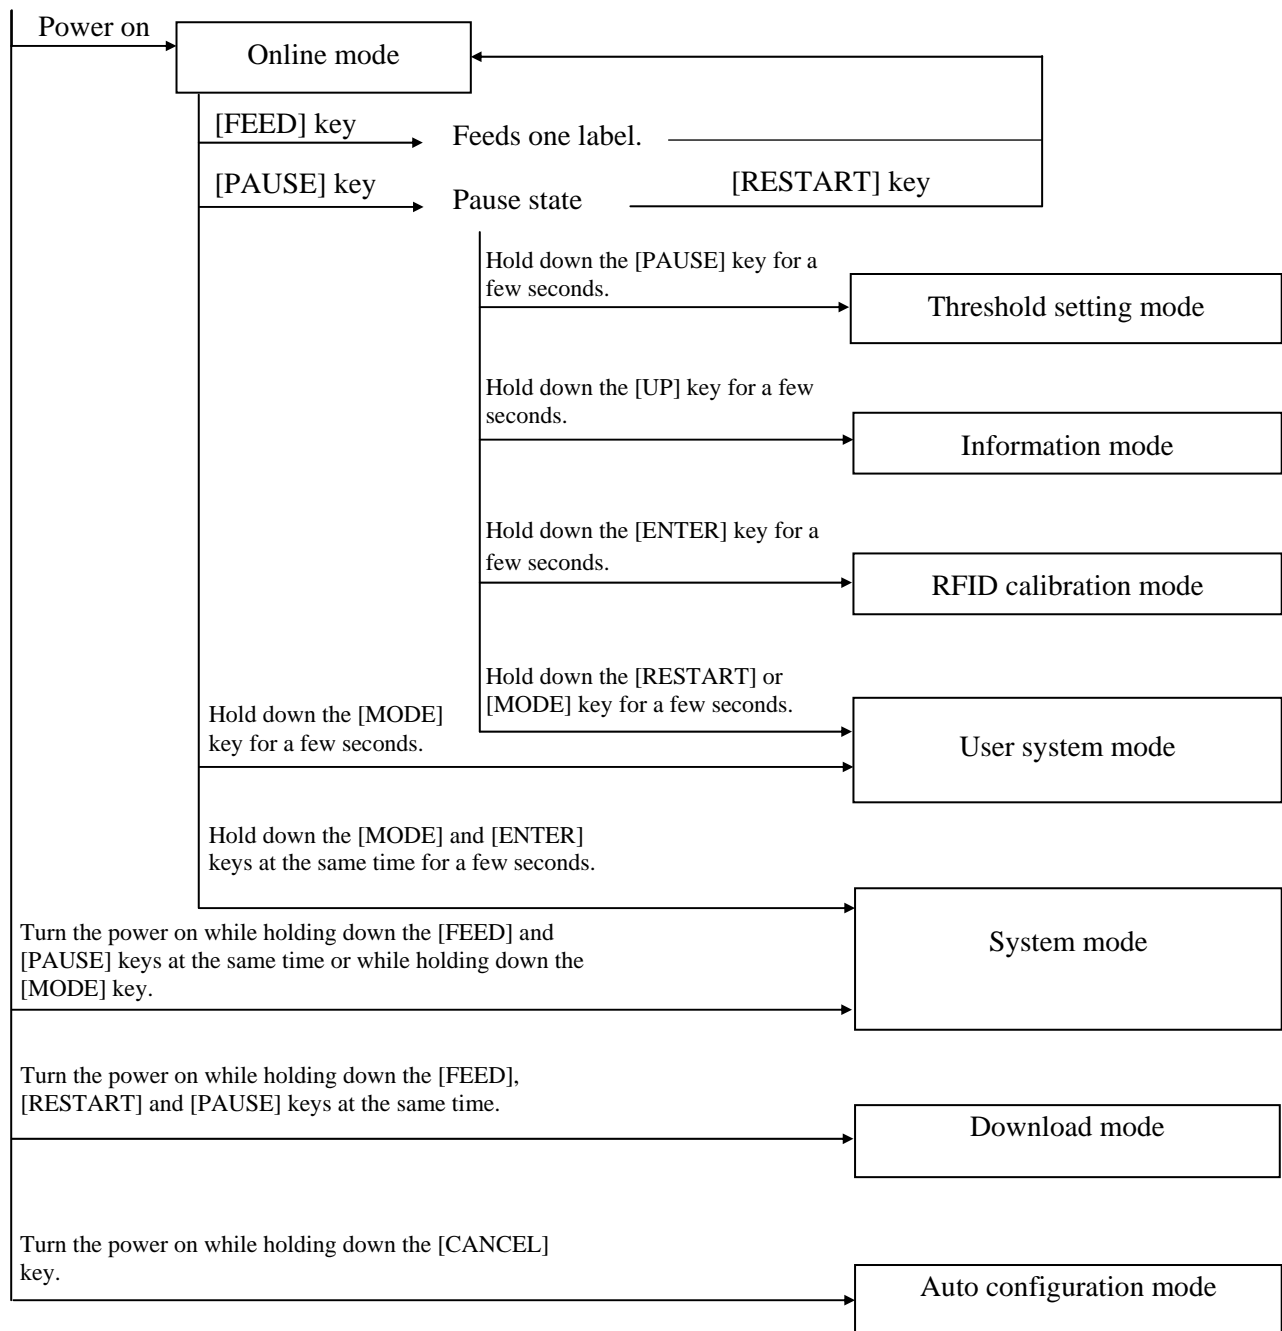 Power on
Online mode
[FEED] key
Feeds one label.
[PAUSE] key
Pause state
[RESTART] key
Hold down the [PAUSE] key for a
few seconds.
Threshold setting mode
Hold down the [UP] key for a few
seconds.
Information mode
Hold down the [ENTER] key for a
few seconds.
RFID calibration mode
Hold down the [RESTART] or
[MODE] key for a few seconds.
Hold down the [MODE]
key for a few seconds.
User system mode
Hold down the [MODE] and [ENTER]
keys at the same time for a few seconds.
System mode
Turn the power on while holding down the [FEED] and
[PAUSE] keys at the same time or while holding down the
[MODE] key.
Turn the power on while holding down the [FEED],
[RESTART] and [PAUSE] keys at the same time.
Download mode
Turn the power on while holding down the [CANCEL]
key.
Auto configuration mode